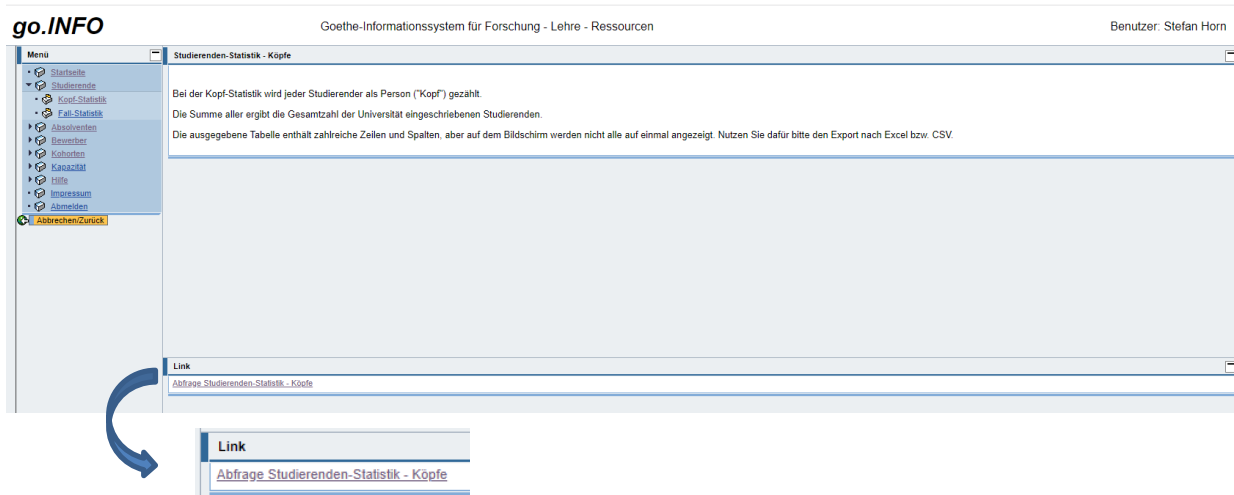 go.INFO
Goethe-Informationssystem für Forschung - Lehre - Ressourcen
Benutzer: Stefan Horn
Menü
Startseite
Studierende
Kopf-Statistik
Fall-Statistik
Absolventen
Bewerber
Kohorten
Kapazität
Hilfe
Impressum
Abmelden
Abbrechen/Zurück
Studierenden-Statistik - Köpfe
Bei der Kopf-Statistik wird jeder Studierender als Person ("Kopf") gezählt.
Die Summe aller ergibt die Gesamtzahl der Universität eingeschriebenen Studierenden.
Die ausgegebene Tabelle enthält zahlreiche Zeilen und Spalten, aber auf dem Bildschirm werden nicht alle auf einmal angezeigt. Nutzen Sie dafür bitte den Export nach Excel bzw. CSV.
Link
Abfrage Studierenden-Statistik - Köpfe
Link
Abfrage Studierenden-Statistik - Köpfe